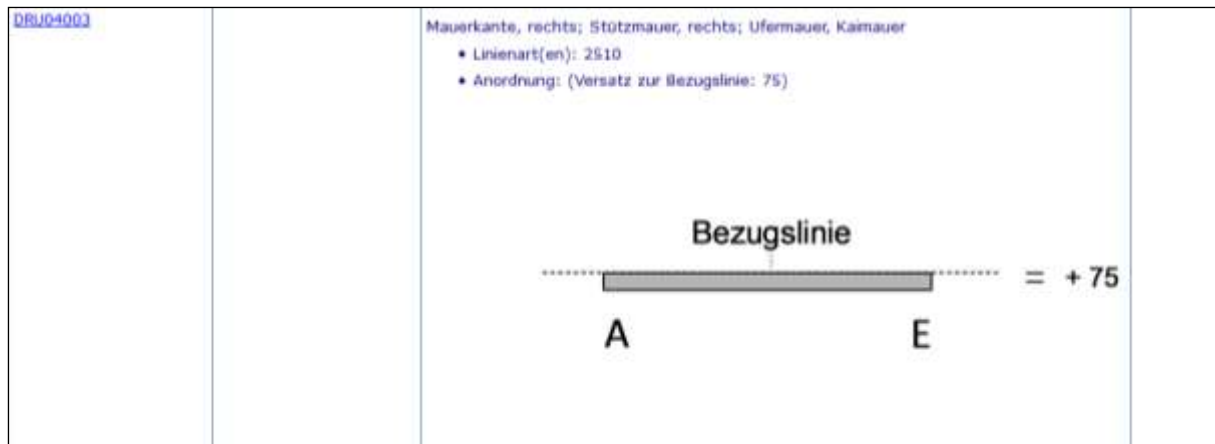 DRU04003
Mauerkante, rechts; Stützmauer, rechts; Ufermauer, Kaimauer
• Linienart(en): 2510
• Anordnung: (Versatz zur Bezugslinie: 75)
Bezugslinie
= + 75
A E